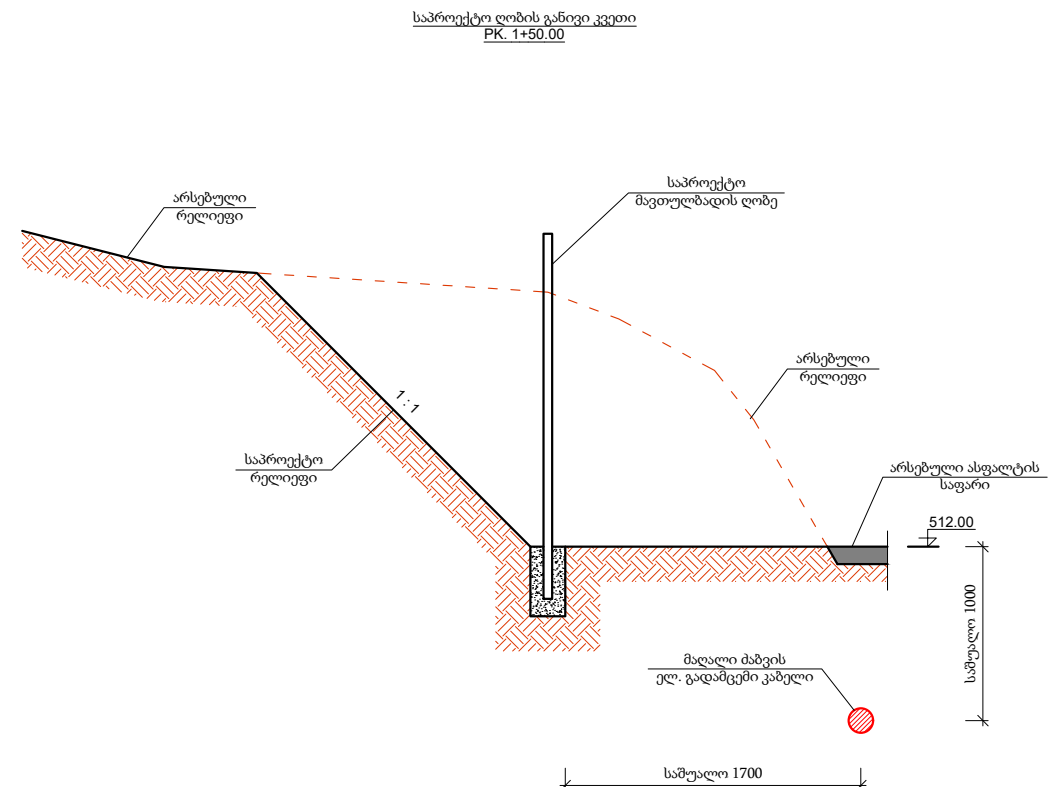 საპროექტო ღობის განივი კვეთი
PK. 1+50.00
საპროექტო
მავთულბადის ღობე
არსებული
რელიეფი
არსებული
რელიეფი
1 : 1
საპროექტო
რელიეფი
არსებული ასფალტის
საფარი
512.00
საშუალო 1000
მაღალი ძაბვის
ელ. გადამცემი კაბელი
საშუალო 1700